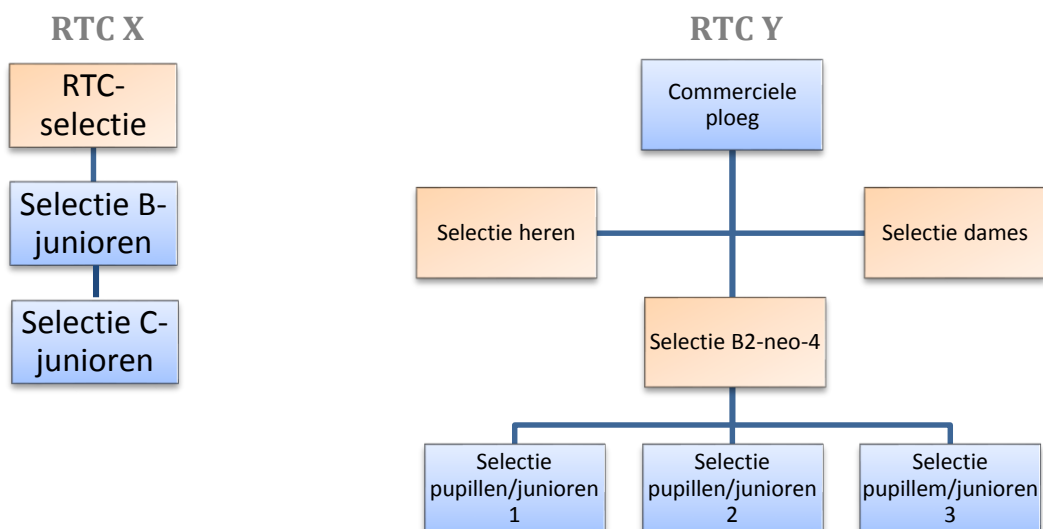 RTC X
RTC-
selectie
Selectie B-
junioren
Selectie C-
junioren
RTC Y
Commerciele
ploeg
Selectie heren
Selectie dames
Selectie B2-neo-4
Selectie
pupillen/junioren
1
Selectie
pupillen/junioren
2
Selectie
pupillem/junioren
3